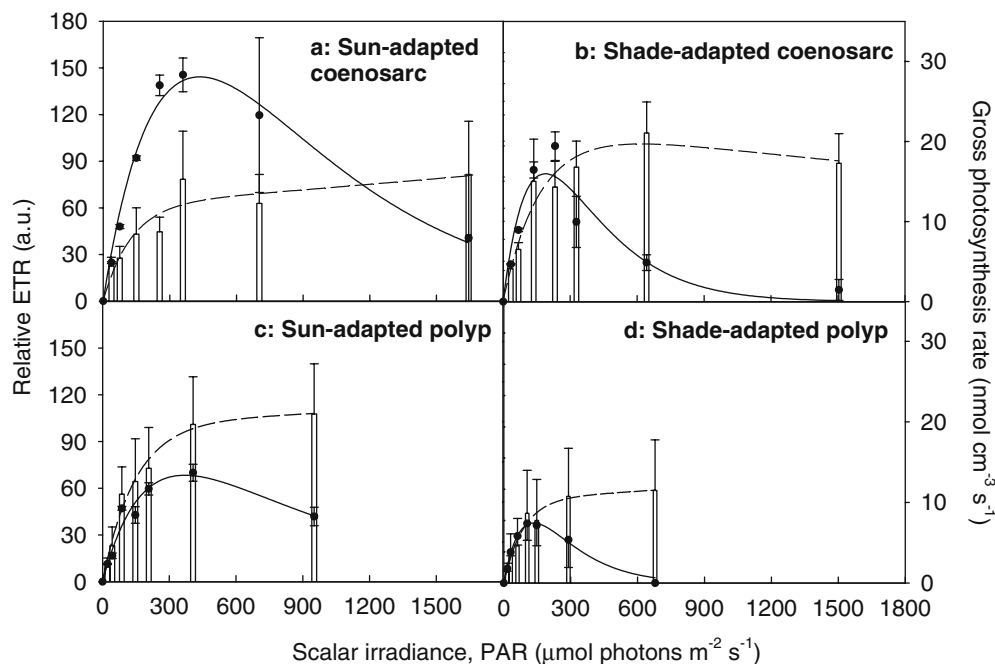 180
150
120
90
60
30
0
a: Sun-adapted
coenosarc
b: Shade-adapted coenosarc
30
20
10
0
150
120
90
60
30
0
c: Sun-adapted polyp
d: Shade-adapted polyp
30
20
10
0
0 300 600 900 1200 1500
0 300 600 900 1200 1500 1800
Relative ETR (a.u.)
Gross photosynthesis rate (nmol cm⁻³ s⁻¹)
Scalar irradiance, PAR (μmol photons m⁻² s⁻¹)